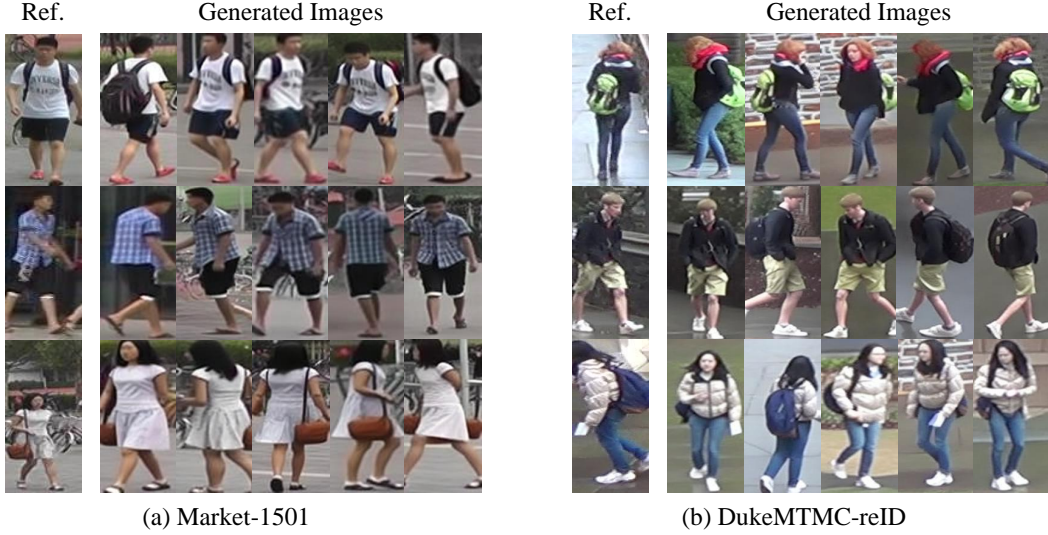 Ref. Generated Images Ref. Generated Images
(a) Market-1501 (b) DukeMTMC-reID